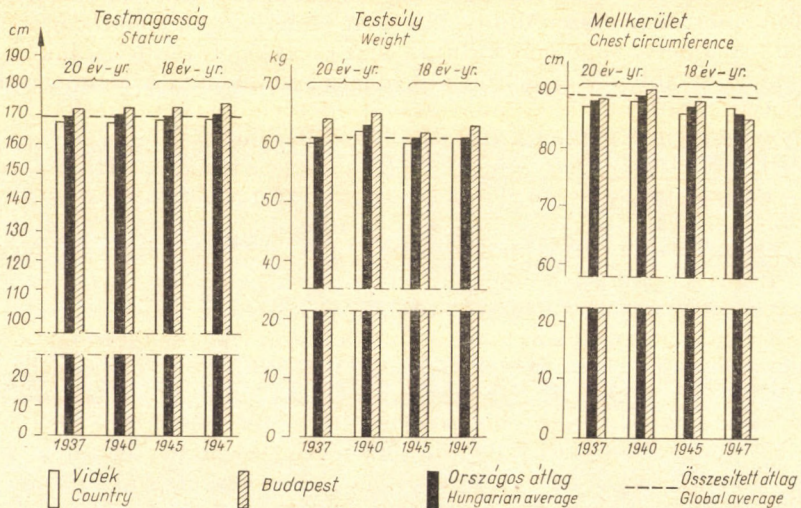 Testmagasság
Stature
cm
190
180
170
160
150
140
130
120
110
100
20
10
0
20 év-yr.
18 év-yr.
1937
1940
1945
1947
Testsúly
Weight
kg
70
60
40
20
10
0
20 év-yr.
18 év-yr.
1937
1940
1945
1947
Mellkerület
Chest circumference
cm
90
80
70
60
20
10
0
20 év-yr.
18 év-yr.
1937
1940
1945
1947
Vidék
Country
Budapest
Országos átlag
Hungarian average
Összesített átlag
Global average